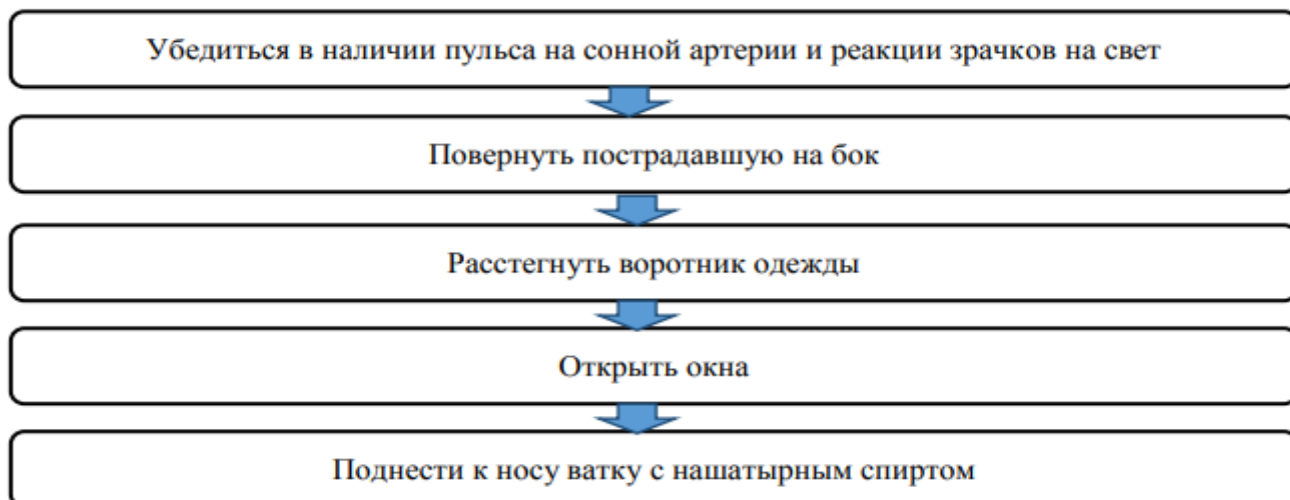 Убедиться в наличии пульса на сонной артерии и реакции зрачков на свет
Повернуть пострадавшую на бок
Расстегнуть воротник одежды
Открыть окна
Поднести к носу ватку с нашатырным спиртом